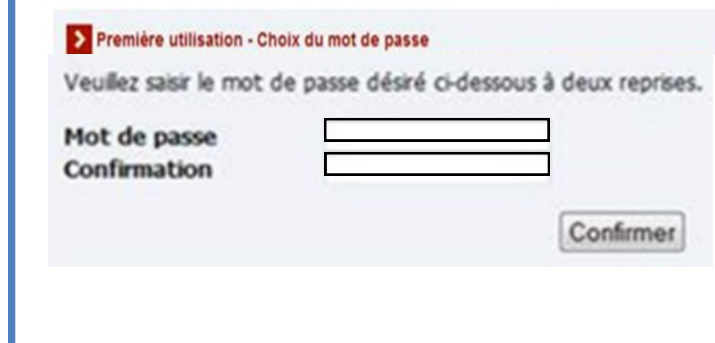 Première utilisation - Choix du mot de passe
Veuillez saisir le mot de passe désiré ci-dessous à deux reprises.
Mot de passe
Confirmation
Confirmer